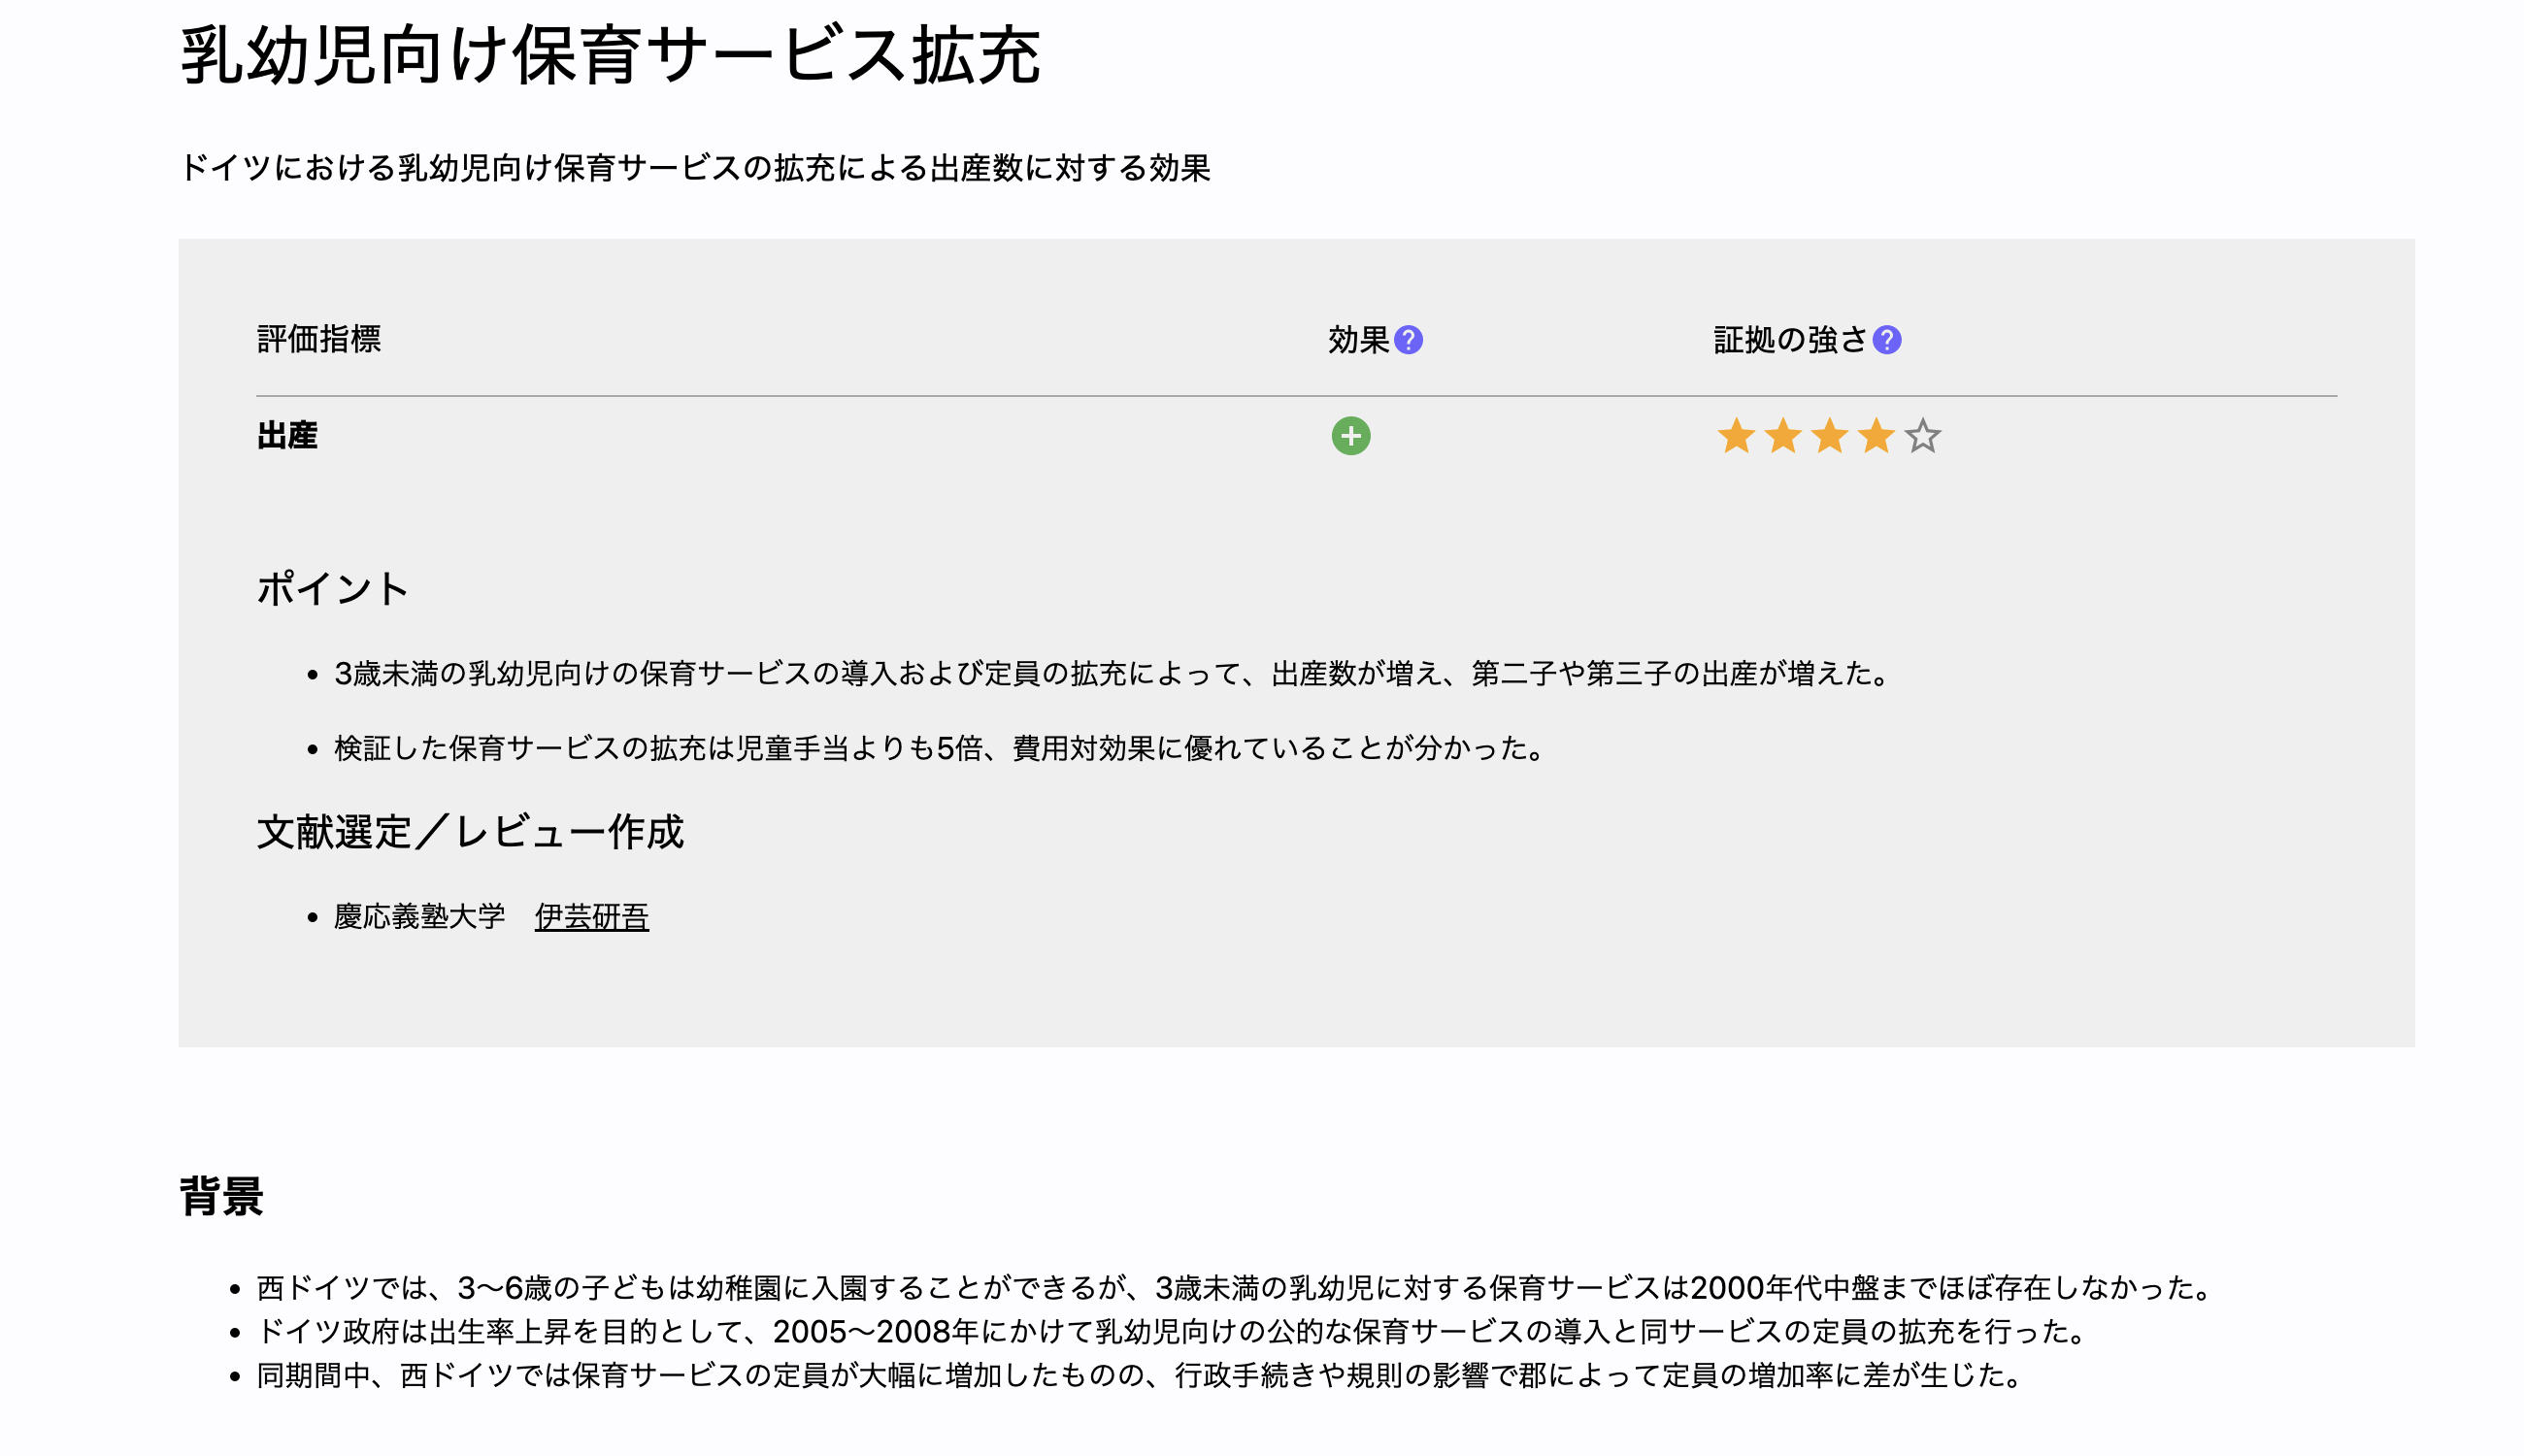 乳幼児向け保育サービス拡充
ドイツにおける乳幼児向け保育サービスの拡充による出産数に対する効果
評価指標 効果? 証拠の強さ?
出産
ポイント
3歳未満の乳幼児向けの保育サービスの導入および定員の拡充によって、出産数が増え、第二子や第三子の出産が増えた。
検証した保育サービスの拡充は児童手当よりも5倍、費用対効果に優れていることが分かった。
文献選定／レビュー作成
慶応義塾大学　伊芸研吾
背景
西ドイツでは、3〜6歳の子どもは幼稚園に入園することができるが、3歳未満の乳幼児に対する保育サービスは2000年代中盤までほぼ存在しなかった。
ドイツ政府は出生率上昇を目的として、2005〜2008年にかけて乳幼児向けの公的な保育サービスの導入と同サービスの定員の拡充を行った。
同期間中、西ドイツでは保育サービスの定員が大幅に増加したものの、行政手続きや規則の影響で郡によって定員の増加率に差が生じた。